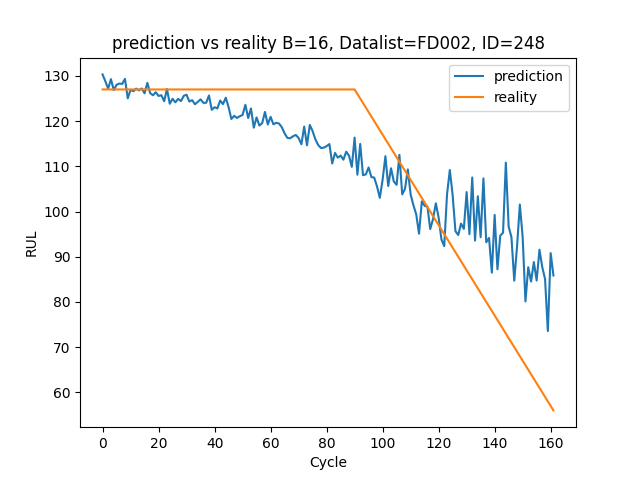 prediction vs reality B=16, Datalist=FD002, ID=248
prediction
reality
RUL
130
120
110
100
90
80
70
60
0 20 40 60 80 100 120 140 160
Cycle